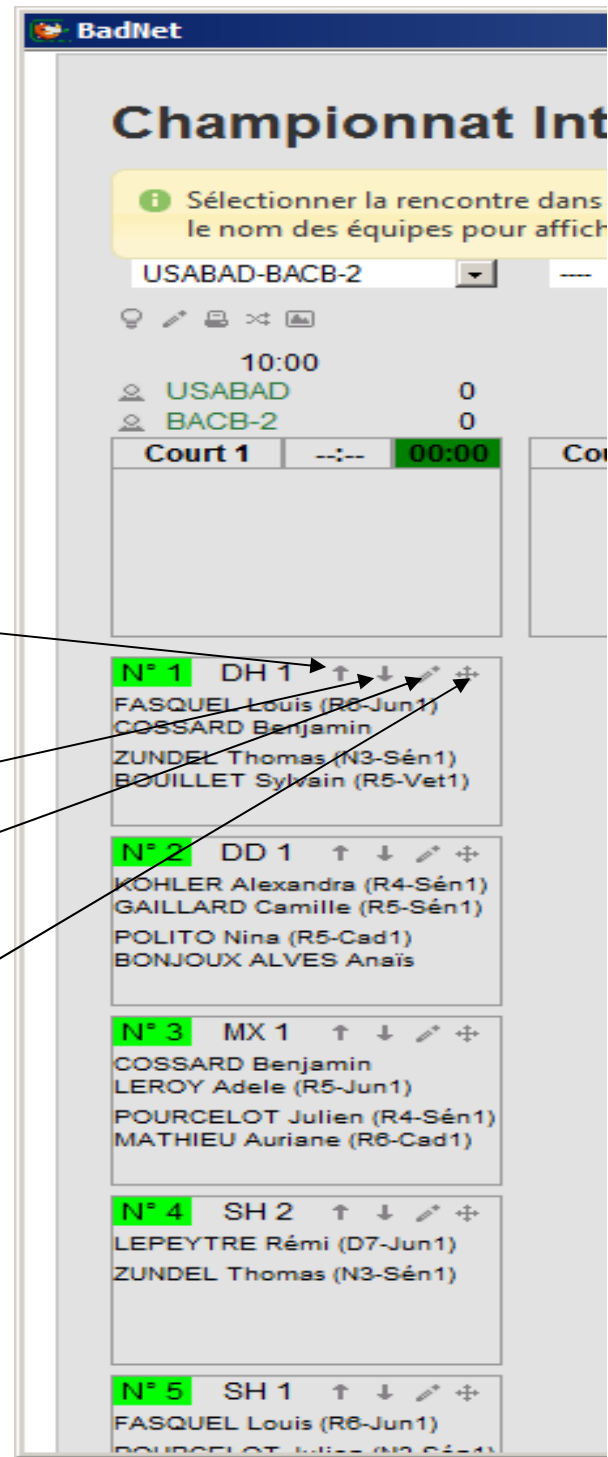 BadNet
Championnat Int
Sélectionner la rencontre dans
le nom des équipes pour affich
USABAD-BACB-2 ----
10:00
USABAD 0
BACB-2 0
Court 1 --:-- 00:00 Cou
N° 1 DH 1
FASQUEL Louis (R6-Jun1)
COSSARD Benjamin
ZUNDEL Thomas (N3-Sén1)
BOUILLET Sylvain (R5-Vet1)
N° 2 DD 1
KOHLER Alexandra (R4-Sén1)
GAILLARD Camille (R5-Sén1)
POLITO Nina (R5-Cad1)
BONJOUX ALVES Anaïs
N° 3 MX 1
COSSARD Benjamin
LEROY Adele (R5-Jun1)
POURCELOT Julien (R4-Sén1)
MATHIEU Auriane (R6-Cad1)
N° 4 SH 2
LEPEYTRE Rémi (D7-Jun1)
ZUNDEL Thomas (N3-Sén1)
N° 5 SH 1
FASQUEL Louis (R6-Jun1)
POURCELOT Julien